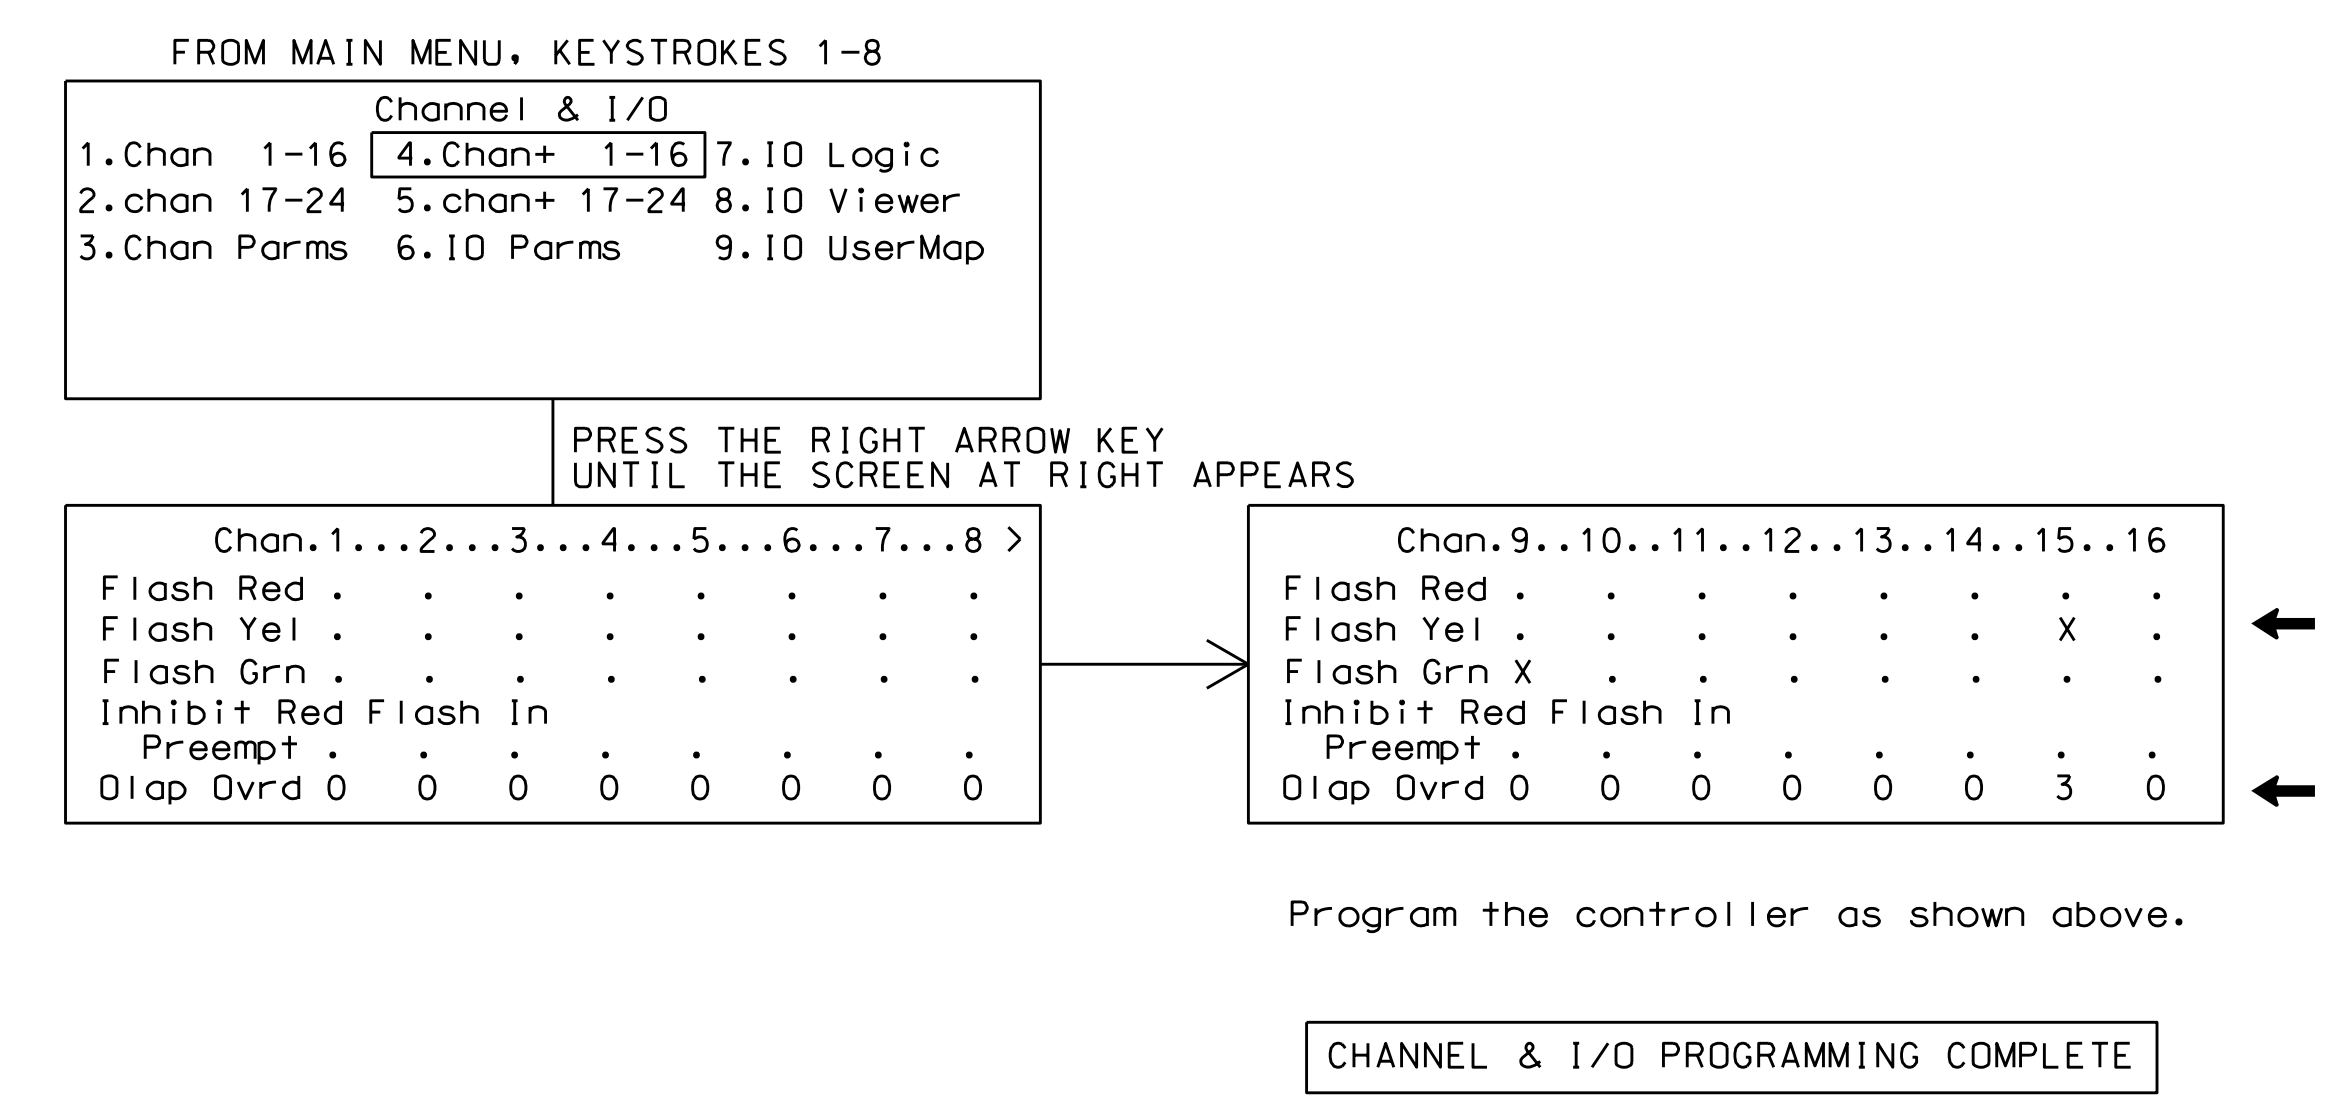 FROM MAIN MENU, KEYSTROKES 1-8
Channel & I/O
1.Chan 1-16 4.Chan+ 1-16 7.IO Logic
2.chan 17-24 5.chan+ 17-24 8.IO Viewer
3.Chan Parms 6.IO Parms 9.IO UserMap
PRESS THE RIGHT ARROW KEY
UNTIL THE SCREEN AT RIGHT APPEARS
Chan.1...2...3...4...5...6...7...8 >
Flash Red . . . . . . . .
Flash Yel . . . . . . . .
Flash Grn . . . . . . . .
Inhibit Red Flash In
Preempt . . . . . . . .
Olap Ovrd 0 0 0 0 0 0 0 0
Chan.9..10..11..12..13..14..15..16
Flash Red . . . . . . . .
Flash Yel . . . . . . X .
Flash Grn X . . . . . . .
Inhibit Red Flash In
Preempt . . . . . . . .
Olap Ovrd 0 0 0 0 0 0 3 0
Program the controller as shown above.
CHANNEL & I/O PROGRAMMING COMPLETE